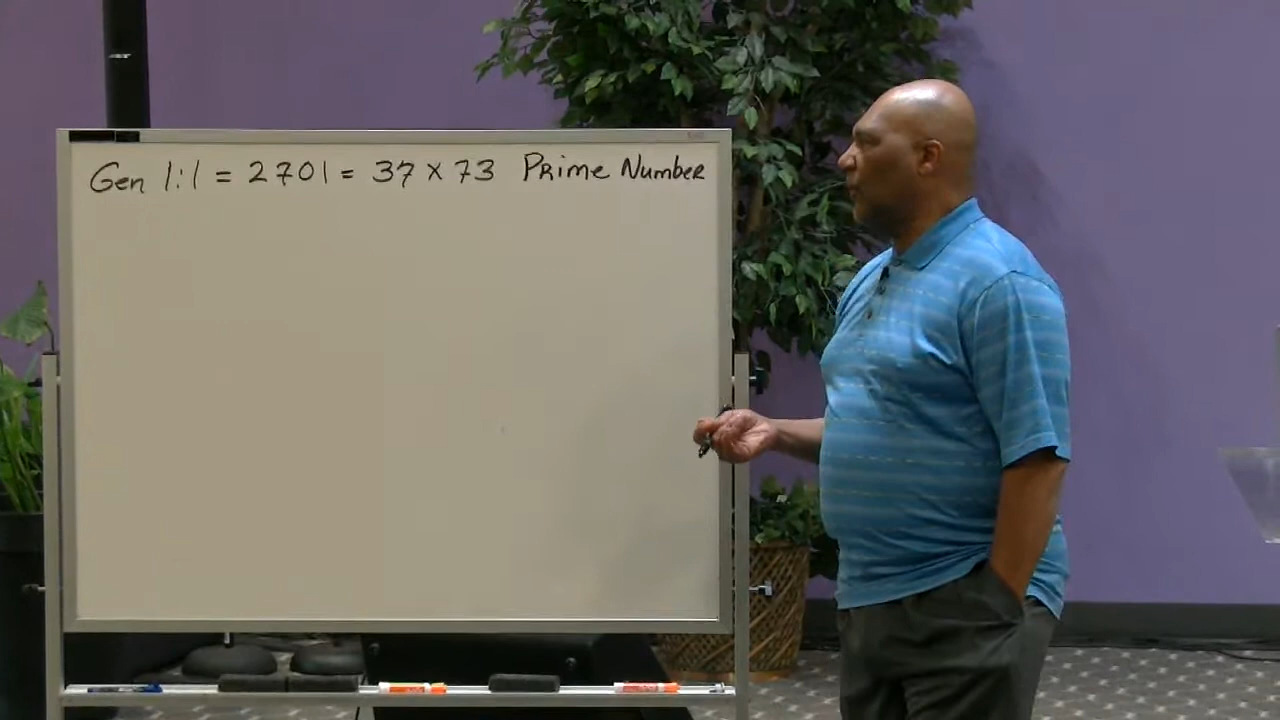 Gen 1:1 = 2701 = 37 x 73 Prime Number